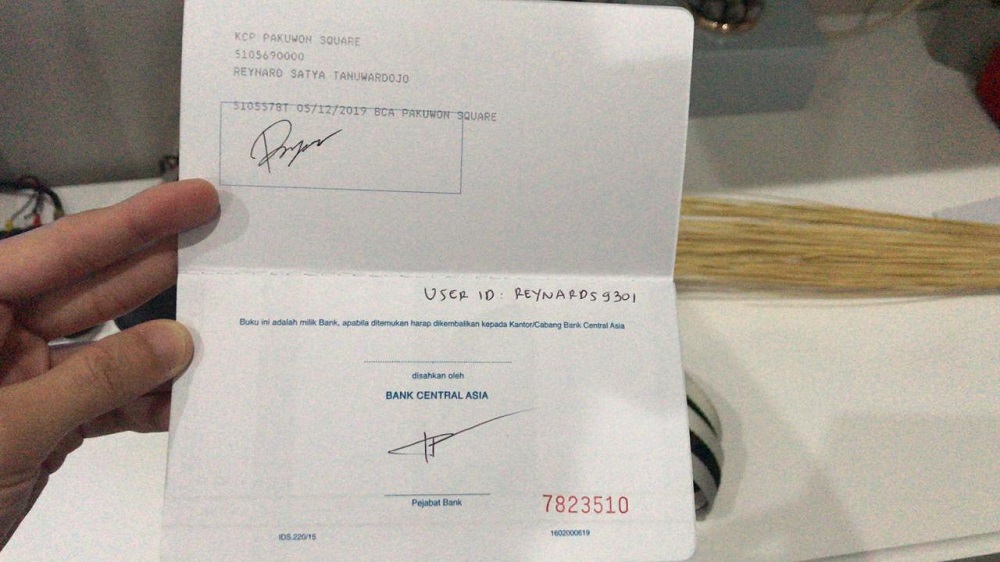 KCP PAKUWON SQUARE
5105690000
REYNARD SATYA TANUWARDOJO
5105578T 05/12/2019 BCA PAKUWON SQUARE
USER ID: REYNARDS9301
Buku ini adalah milik Bank, apabila ditemukan harap dikembalikan kepada Kantor/Cabang Bank Central Asia
disahkan oleh
BANK CENTRAL ASIA
Pejabat Bank
7823510
IDS.220/15
1602000619